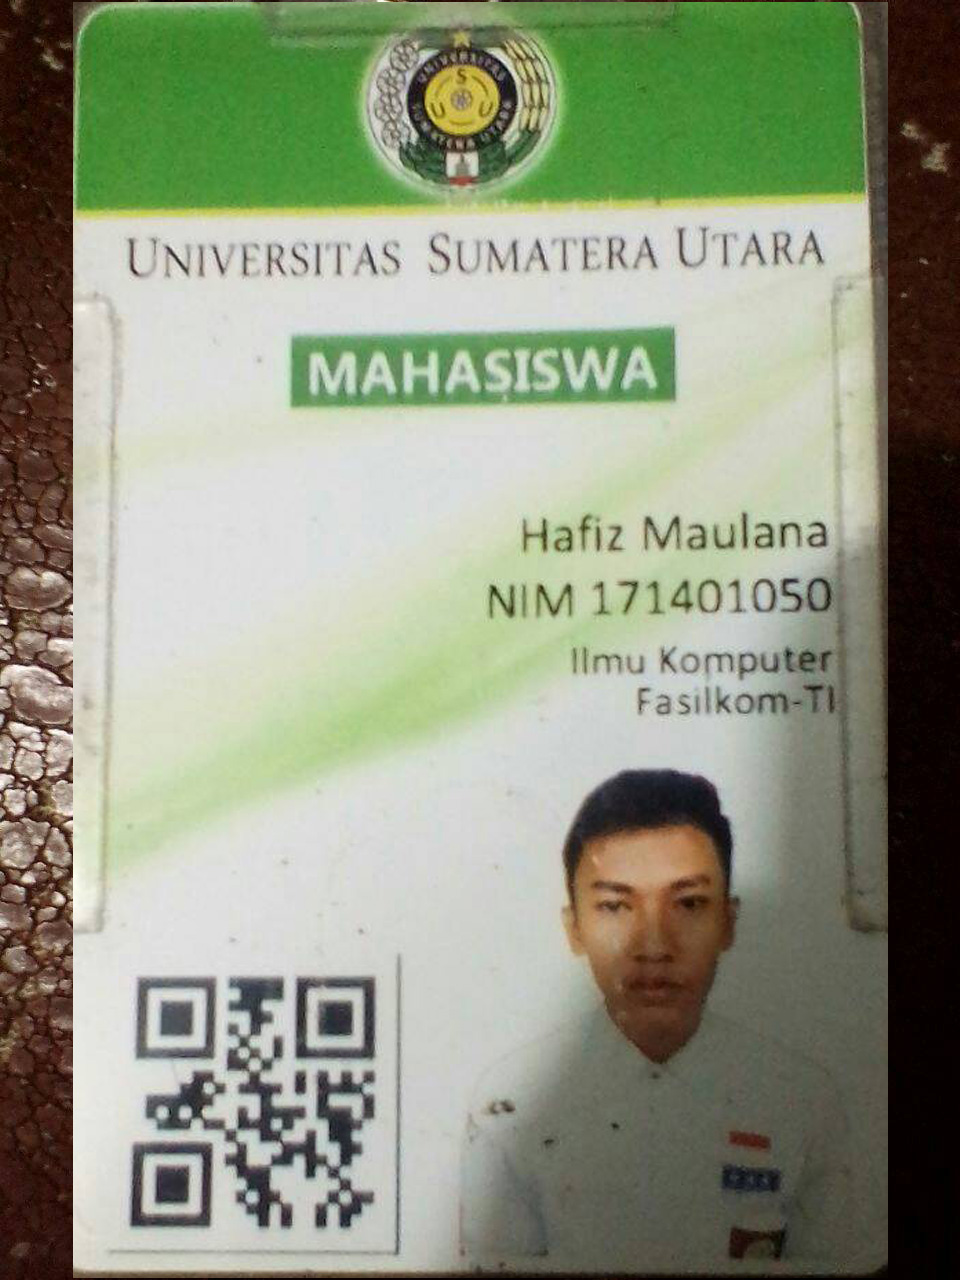 UNIVERSITAS SUMATERA UTARA
S
U U
UNIVERSITAS SUMATERA UTARA
MAHASISWA
Hafiz Maulana
NIM 171401050
Ilmu Komputer
Fasilkom-TI